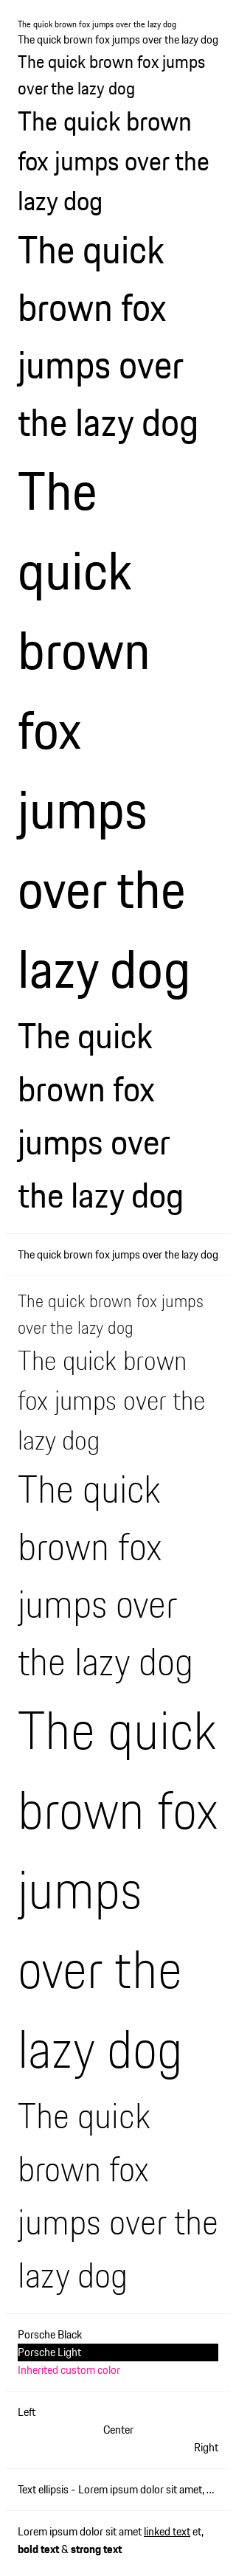 The quick brown fox jumps over the lazy dog
The quick brown fox jumps over the lazy dog
The quick brown fox jumps
over the lazy dog
The quick brown
fox jumps over the
lazy dog
The quick
brown fox
jumps over
the lazy dog
The
quick
brown
fox
jumps
over the
lazy dog
The quick
brown fox
jumps over
the lazy dog
The quick brown fox jumps over the lazy dog
The quick brown fox jumps
over the lazy dog
The quick brown
fox jumps over the
lazy dog
The quick
brown fox
jumps over
the lazy dog
The quick
brown fox
jumps
over the
lazy dog
The quick
brown fox
jumps over the
lazy dog
Porsche Black
Porsche Light
Inherited custom color
Left
Center
Right
Text ellipsis - Lorem ipsum dolor sit amet, ...
Lorem ipsum dolor sit amet linked text et,
bold text & strong text